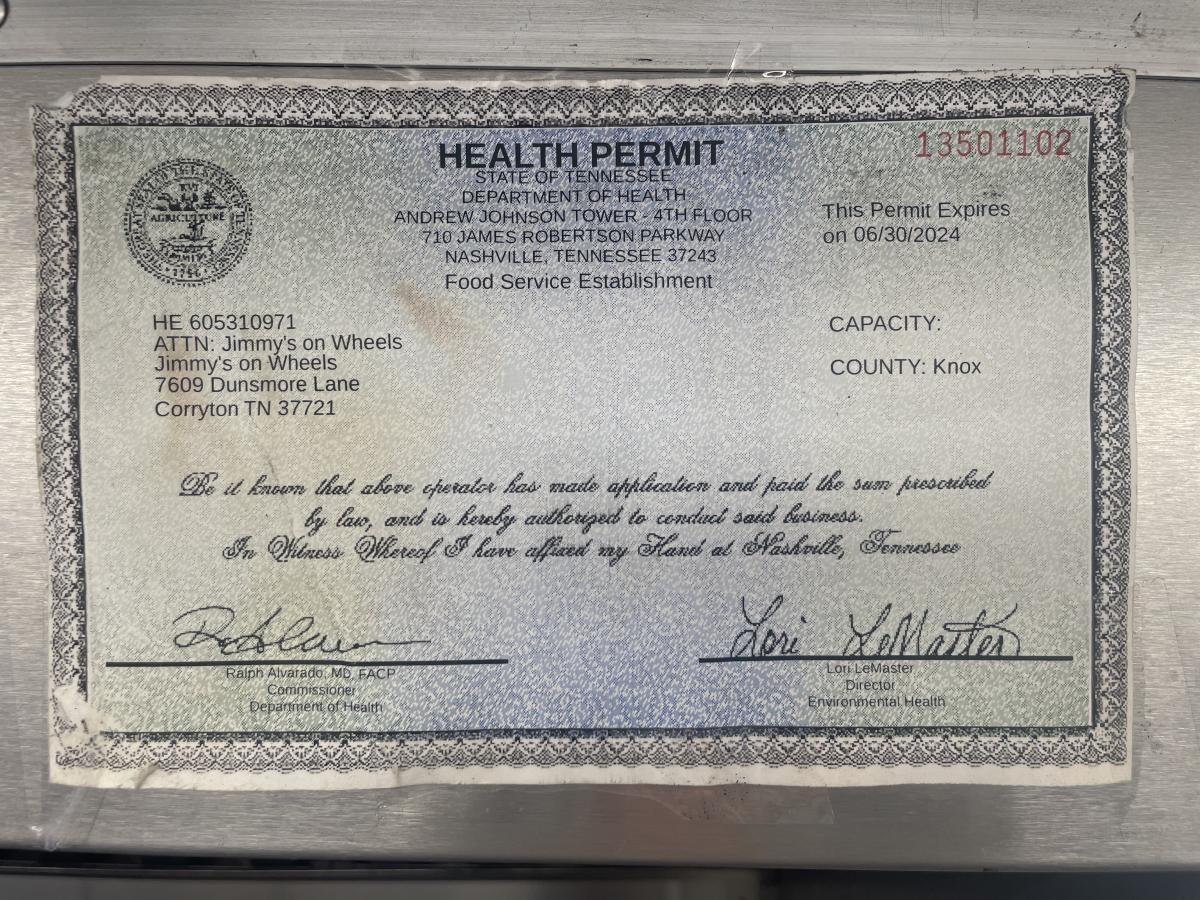 HEALTH PERMIT
13501102
STATE OF TENNESSEE
DEPARTMENT OF HEALTH
ANDREW JOHNSON TOWER - 4TH FLOOR
710 JAMES ROBERTSON PARKWAY
NASHVILLE, TENNESSEE 37243
Food Service Establishment
This Permit Expires
on 06/30/2024
AGRICULTURE
HE 605310971
ATTN: Jimmy's on Wheels
Jimmy's on Wheels
7609 Dunsmore Lane
Corryton TN 37721
CAPACITY:
COUNTY: Knox
Be it known that above operator has made application and paid the sum prescribed
by law, and is hereby authorized to conduct said business.
In Witness Whereof I have affixed my Hand at Nashville, Tennessee
Lori LeMaster
Ralph Alvarado, MD, FACP
Commissioner
Department of Health
Lori LeMaster
Director
Environmental Health